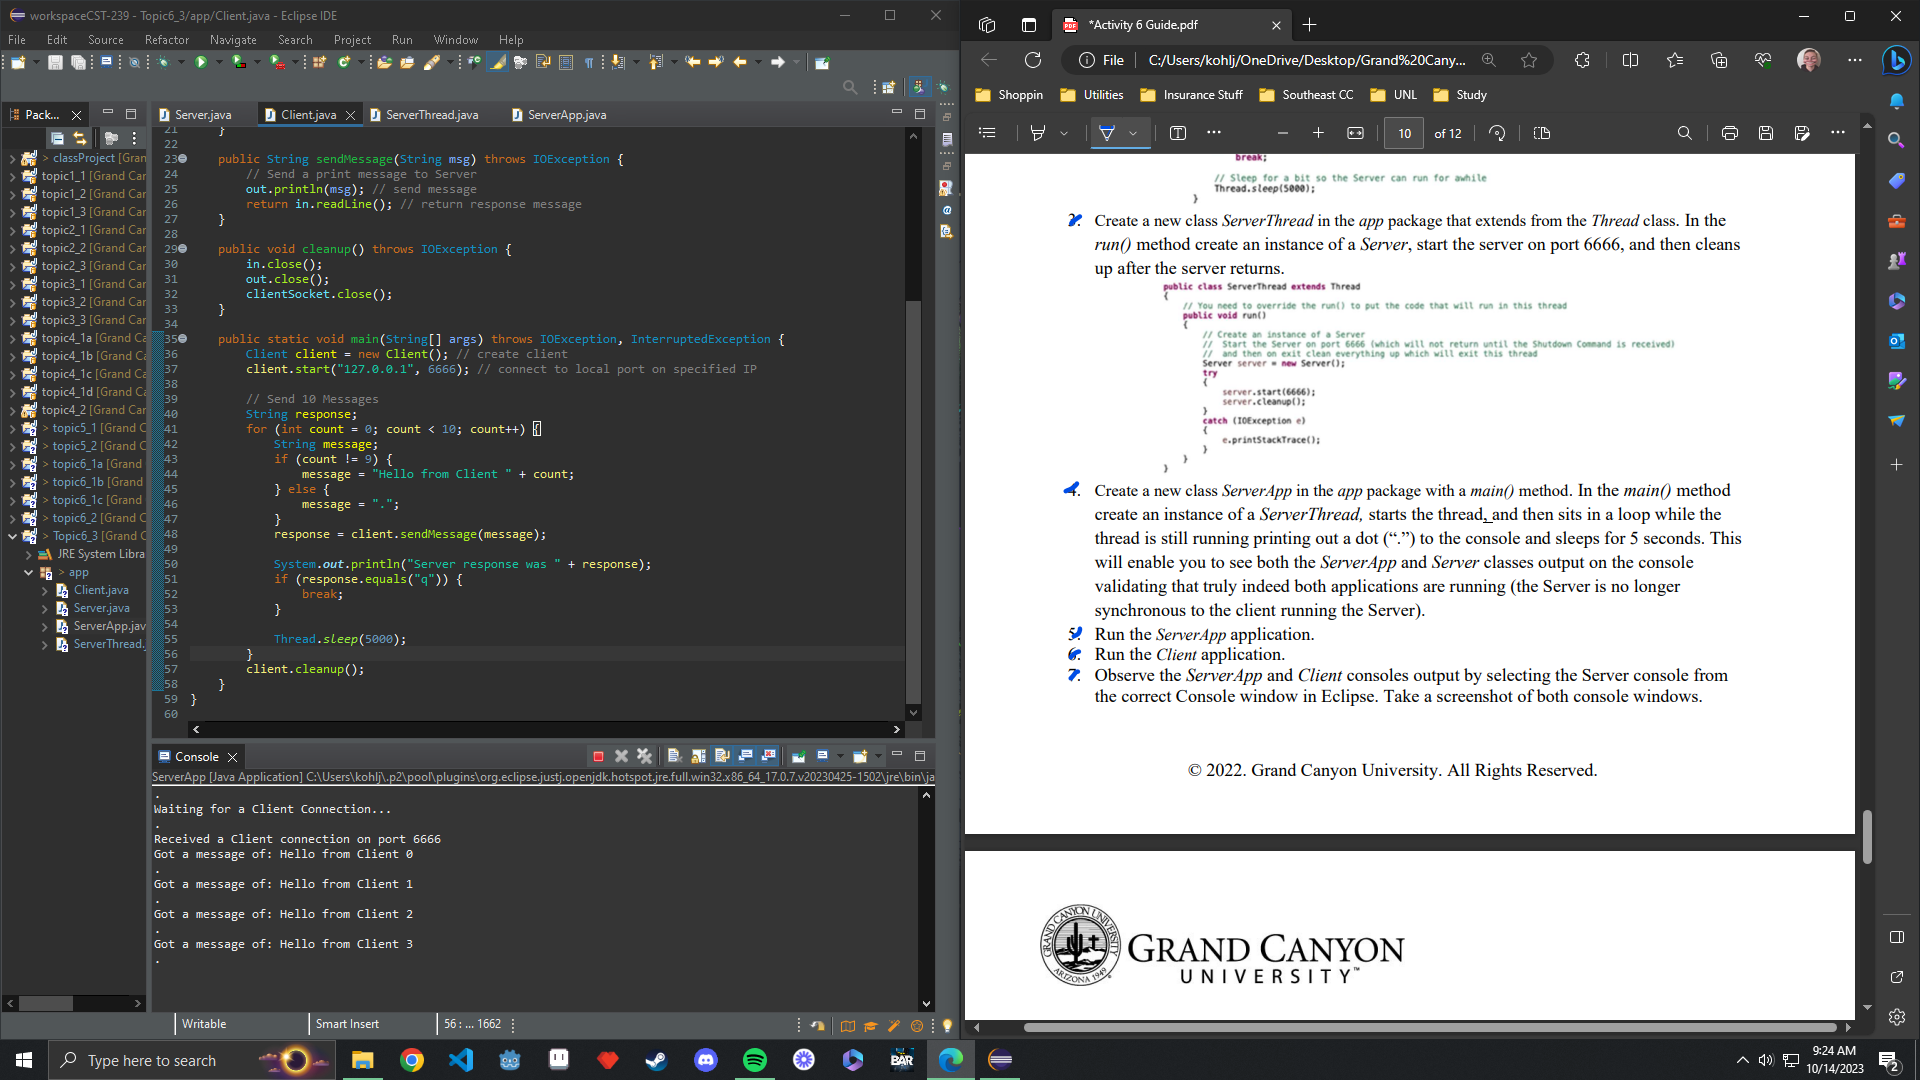 workspaceCST-239 - Topic6_3/app/Client.java - Eclipse IDE
File Edit Source Refactor Navigate Search Project Run Window Help
Pack...
Server.java Client.java ServerThread.java ServerApp.java
> classProject [Gran
> topic1_1 [Grand Car
> topic1_2 [Grand Car
> topic1_3 [Grand Car
> topic2_1 [Grand Car
> topic2_2 [Grand Car
> topic2_3 [Grand Car
> topic3_1 [Grand Car
> topic3_2 [Grand Car
> topic3_3 [Grand Car
topic4_1a [Grand Ca
topic4_1b [Grand Ca
topic4_1c [Grand Ca
topic4_1d [Grand Ca
topic4_2 [Grand Car
> topic5_1 [Grand C
> topic5_2 [Grand C
> topic6_1a [Grand
> topic6_1b [Grand
> topic6_1c [Grand
> topic6_2 [Grand C
> Topic6_3 [Grand C
JRE System Libra
> app
Client.java
Server.java
ServerApp.jav
ServerThread.
21 }
22
23 public String sendMessage(String msg) throws IOException {
24 // Send a print message to Server
25 out.println(msg); // send message
26 return in.readLine(); // return response message
27 }
28
29 public void cleanup() throws IOException {
30 in.close();
31 out.close();
32 clientSocket.close();
33 }
34
35 public static void main(String[] args) throws IOException, InterruptedException {
36 Client client = new Client(); // create client
37 client.start("127.0.0.1", 6666); // connect to local port on specified IP
38
39 // Send 10 Messages
40 String response;
41 for (int count = 0; count < 10; count++) {
42 String message;
43 if (count != 9) {
44 message = "Hello from Client " + count;
45 } else {
46 message = ".";
47 }
48 response = client.sendMessage(message);
49
50 System.out.println("Server response was " + response);
51 if (response.equals("q")) {
52 break;
53 }
54
55 Thread.sleep(5000);
56 }
57 client.cleanup();
58 }
59 }
60
Console
ServerApp [Java Application] C:\Users\kohlj\.p2\pool\plugins\org.eclipse.justj.openjdk.hotspot.jre.full.win32.x86_64_17.0.7.v20230425-1502\jre\bin\ja
.
Waiting for a Client Connection...
.
Received a Client connection on port 6666
Got a message of: Hello from Client 0
.
Got a message of: Hello from Client 1
.
Got a message of: Hello from Client 2
.
Got a message of: Hello from Client 3
.
Writable Smart Insert 56 : ... 1662
*Activity 6 Guide.pdf
File C:/Users/kohlj/OneDrive/Desktop/Grand%20Cany...
Shoppin Utilities Insurance Stuff Southeast CC UNL Study
10 of 12
break;
// Sleep for a bit so the Server can run for awhile
Thread.sleep(5000);
}
Create a new class ServerThread in the app package that extends from the Thread class. In the
run() method create an instance of a Server, start the server on port 6666, and then cleans
up after the server returns.
public class ServerThread extends Thread
{
// You need to override the run() to put the code that will run in this thread
public void run()
{
// Create an instance of a Server
// Start the Server on port 6666 (which will not return until the Shutdown Command is received)
// and then on exit clean everything up which will exit this thread
Server server = new Server();
try
{
server.start(6666);
server.cleanup();
}
catch (IOException e)
{
e.printStackTrace();
}
}
}
4. Create a new class ServerApp in the app package with a main() method. In the main() method
create an instance of a ServerThread, starts the thread, and then sits in a loop while the
thread is still running printing out a dot (“.”) to the console and sleeps for 5 seconds. This
will enable you to see both the ServerApp and Server classes output on the console
validating that truly indeed both applications are running (the Server is no longer
synchronous to the client running the Server).
5. Run the ServerApp application.
6. Run the Client application.
7. Observe the ServerApp and Client consoles output by selecting the Server console from
the correct Console window in Eclipse. Take a screenshot of both console windows.
© 2022. Grand Canyon University. All Rights Reserved.
GRAND CANYON UNIVERSITY
ARIZONA 1949
GRAND CANYON
UNIVERSITY™
Type here to search
BAR
9:24 AM
10/14/2023
2